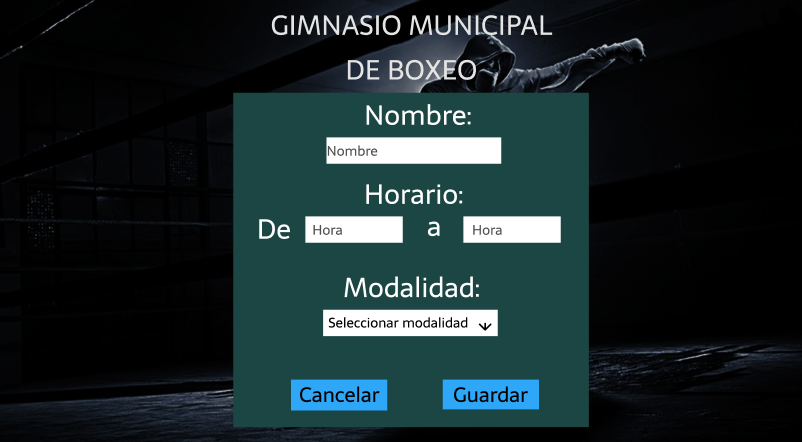 GIMNASIO MUNICIPAL
DE BOXEO
Nombre:
Nombre
Horario:
De Hora a Hora
Modalidad:
Seleccionar modalidad
Cancelar Guardar